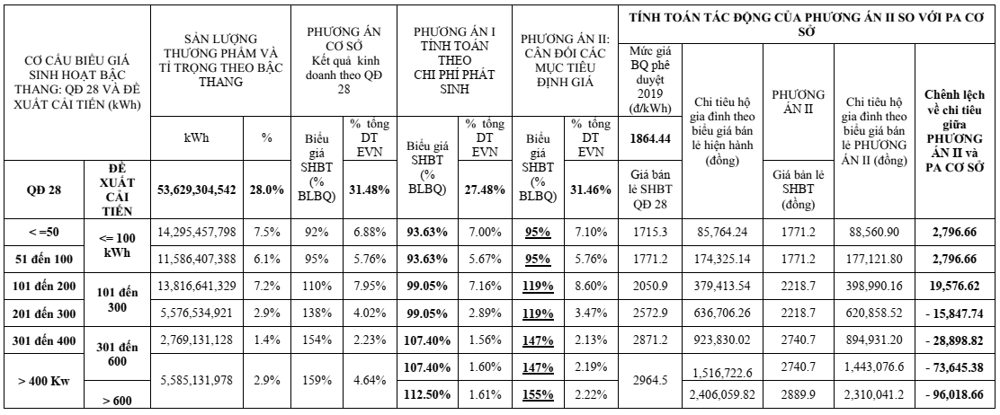 CƠ CẤU BIỂU GIÁ
SINH HOẠT BẬC
THANG: QĐ 28 VÀ ĐỀ
XUẤT CẢI TIẾN (kWh)
SẢN LƯỢNG
THƯƠNG PHẨM VÀ
TỈ TRỌNG THEO BẬC
THANG
PHƯƠNG ÁN
CƠ SỞ
Kết quả kinh
doanh theo QĐ
28
PHƯƠNG ÁN I
TÍNH TOÁN
THEO
CHI PHÍ PHÁT
SINH
PHƯƠNG ÁN II:
CÂN ĐỐI CÁC
MỤC TIÊU
ĐỊNH GIÁ
TÍNH TOÁN TÁC ĐỘNG CỦA PHƯƠNG ÁN II SO VỚI PA CƠ
SỞ
Mức giá
BQ phê
duyệt
2019
(đ/kWh)
Chi tiêu hộ
gia đình theo
biểu giá bán
lẻ hiện hành
(đồng)
PHƯƠNG
ÁN II
Chi tiêu hộ
gia đình theo
biểu giá bán
lẻ PHƯƠNG
ÁN II (đồng)
Chênh lệch
về chi tiêu
giữa
PHƯƠNG
ÁN II và
PA CƠ SỞ
kWh
%
Biểu
giá
SHBT
(%
BLBQ)
% tổng
DT
EVN
Biểu giá
SHBT
(% BLBQ)
% tổng
DT
EVN
Biểu
giá
SHBT
(%
BLBQ)
% tổng
DT
EVN
1864.44
QĐ 28
ĐỀ
XUẤT
CẢI
TIẾN
53,629,304,542
28.0%
31.48%
27.48%
31.46%
Giá bán
lẻ SHBT
QĐ 28
Giá bán lẻ
SHBT
(đồng)
< =50
<= 100
kWh
14,295,457,798
7.5%
92%
6.88%
93.63%
7.00%
95%
7.10%
1715.3
85,764.24
1771.2
88,560.90
2,796.66
51 đến 100
11,586,407,388
6.1%
95%
5.76%
93.63%
5.67%
95%
5.76%
1771.2
174,325.14
1771.2
177,121.80
2,796.66
101 đến 200
101 đến
300
13,816,641,329
7.2%
110%
7.95%
99.05%
7.16%
119%
8.60%
2050.9
379,413.54
2218.7
398,990.16
19,576.62
201 đến 300
5,576,534,921
2.9%
138%
4.02%
99.05%
2.89%
119%
3.47%
2572.9
636,706.26
2218.7
620,858.52
- 15,847.74
301 đến 400
301 đến
600
2,769,131,128
1.4%
154%
2.23%
107.40%
1.56%
147%
2.13%
2871.2
923,830.02
2740.7
894,931.20
- 28,898.82
> 400 Kw
5,585,131,978
2.9%
159%
4.64%
107.40%
1.60%
147%
2.19%
2964.5
1,516,722.6
2740.7
1,443,076.6
- 73,645.38
> 600
112.50%
1.61%
155%
2.22%
2,406,059.82
2889.9
2,310,041.2
- 96,018.66